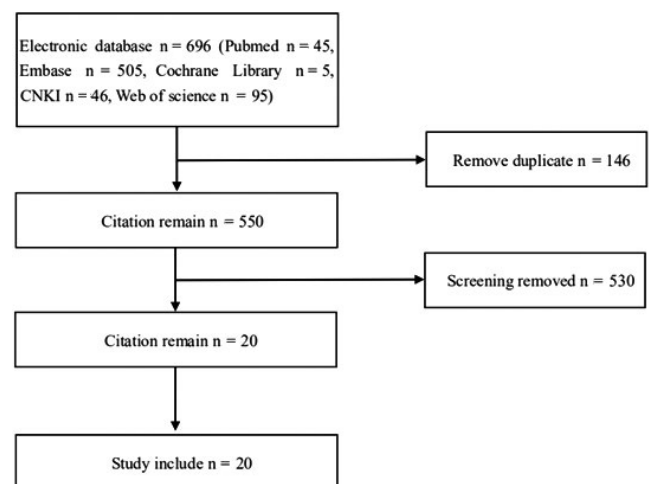 Electronic database n = 696 (Pubmed n = 45,
Embase n = 505, Cochrane Library n = 5,
CNKI n = 46, Web of science n = 95)
Remove duplicate n = 146
Citation remain n = 550
Screening removed n = 530
Citation remain n = 20
Study include n = 20